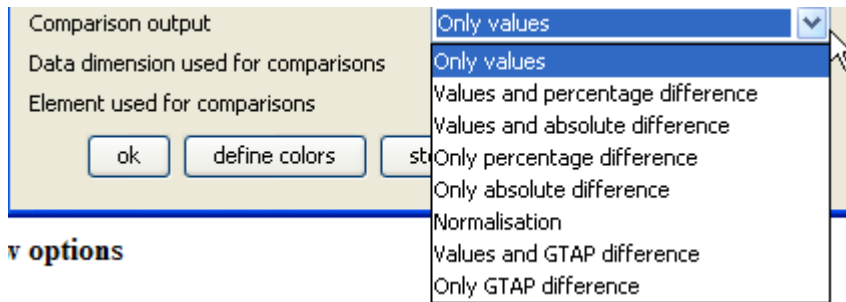 Comparison output Only values
Data dimension used for comparisons Only values
Element used for comparisons Values and percentage difference
Values and absolute difference
ok define colors Only percentage difference
Only absolute difference
Normalisation
options Values and GTAP difference
Only GTAP difference